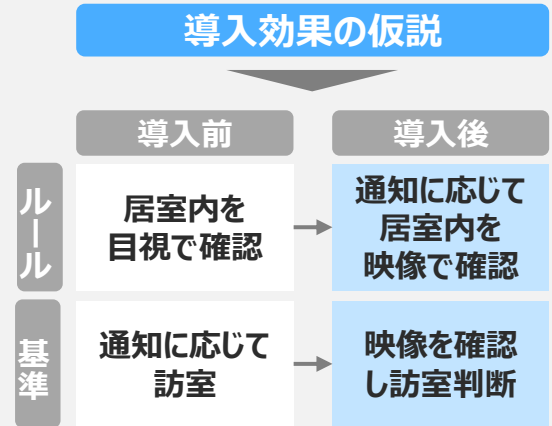 導入効果の仮説
導入前
導入後
ルール
居室内を
目視で確認
通知に応じて
居室内を
映像で確認
基準
通知に応じて
訪室
映像を確認
し訪室判断